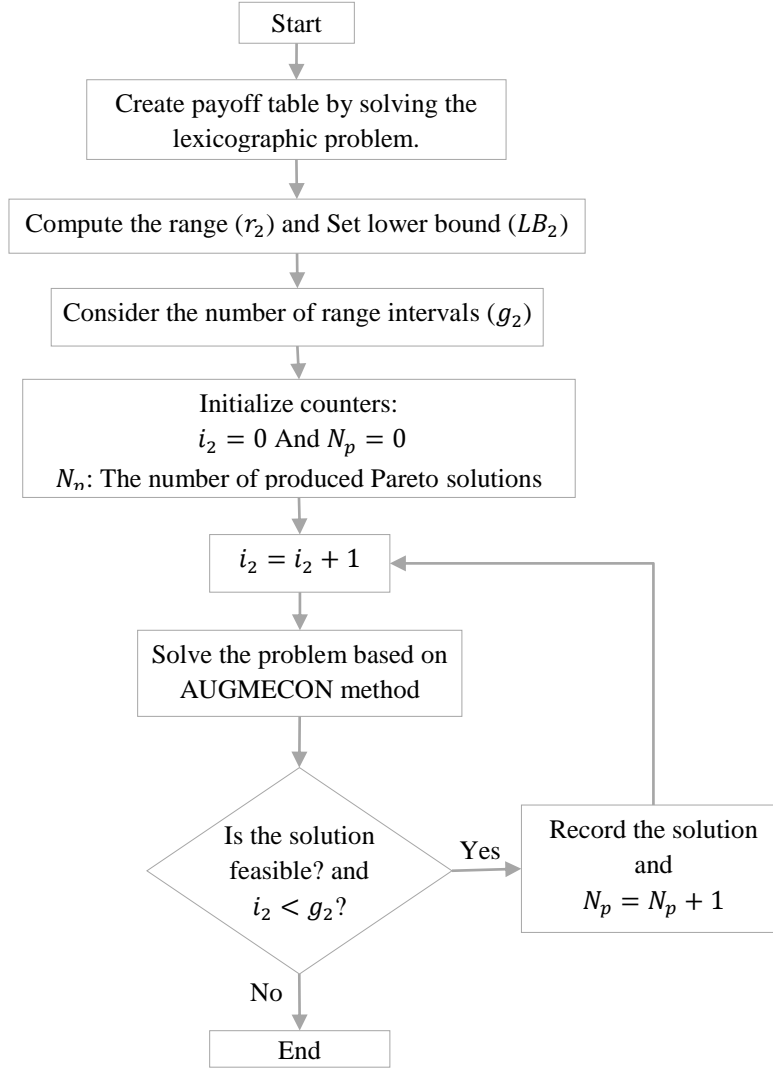 Start
Create payoff table by solving the
lexicographic problem.
Compute the range (𝑟₂) and Set lower bound (𝐿𝐵₂)
Consider the number of range intervals (𝑔₂)
Initialize counters:
𝑖₂ = 0 And 𝑁ₚ = 0
𝑁ₚ: The number of produced Pareto solutions
𝑖₂ = 𝑖₂ + 1
Solve the problem based on
AUGMECON method
Is the solution
feasible? and
𝑖₂ < 𝑔₂?
Yes
Record the solution
and
𝑁ₚ = 𝑁ₚ + 1
No
End